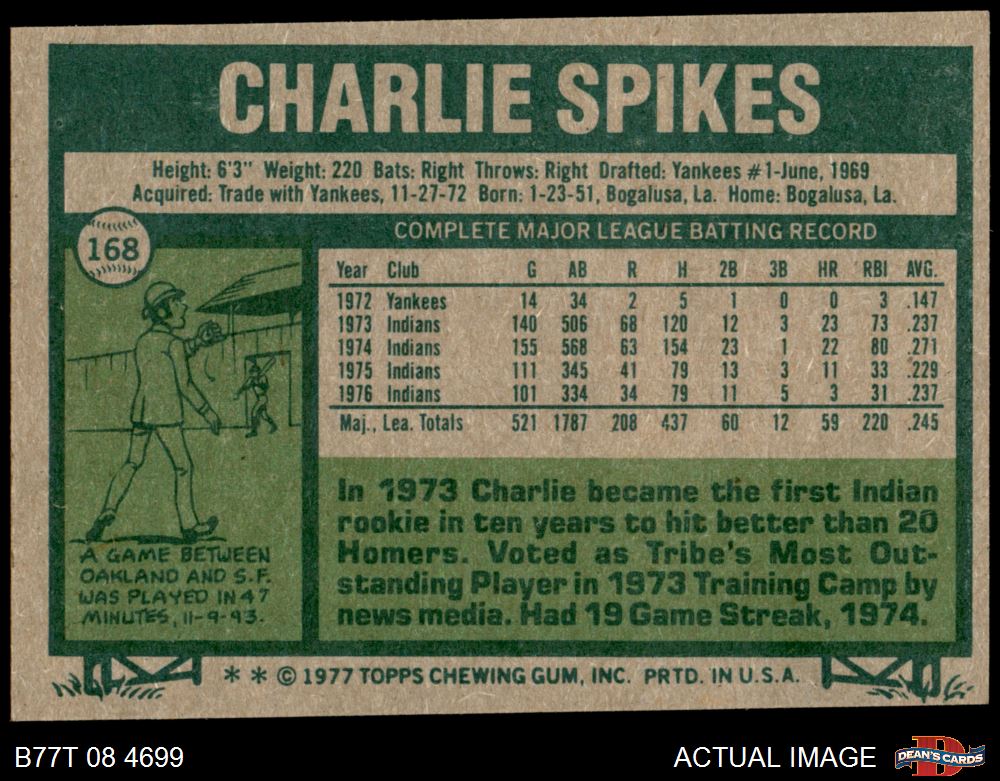 CHARLIE SPIKES
Height: 6'3" Weight: 220 Bats: Right Throws: Right Drafted: Yankees #1-June, 1969
Acquired: Trade with Yankees, 11-27-72 Born: 1-23-51, Bogalusa, La. Home: Bogalusa, La.
168
COMPLETE MAJOR LEAGUE BATTING RECORD
Year Club G AB R H 2B 3B HR RBI AVG.
1972 Yankees 14 34 2 5 1 0 0 3 .147
1973 Indians 140 506 68 120 12 3 23 73 .237
1974 Indians 155 568 63 154 23 1 22 80 .271
1975 Indians 111 345 41 79 13 3 11 33 .229
1976 Indians 101 334 34 79 11 5 3 31 .237
Maj., Lea. Totals 521 1787 208 437 60 12 59 220 .245
A GAME BETWEEN
OAKLAND AND S.F.
WAS PLAYED IN 47
MINUTES, 11-9-93.
In 1973 Charlie became the first Indian
rookie in ten years to hit better than 20
Homers. Voted as Tribe's Most Out-
standing Player in 1973 Training Camp by
news media. Had 19 Game Streak, 1974.
* * © 1977 TOPPS CHEWING GUM, INC. PRTD. IN U.S.A.
B77T 08 4699
ACTUAL IMAGE
D
DEAN'S CARDS